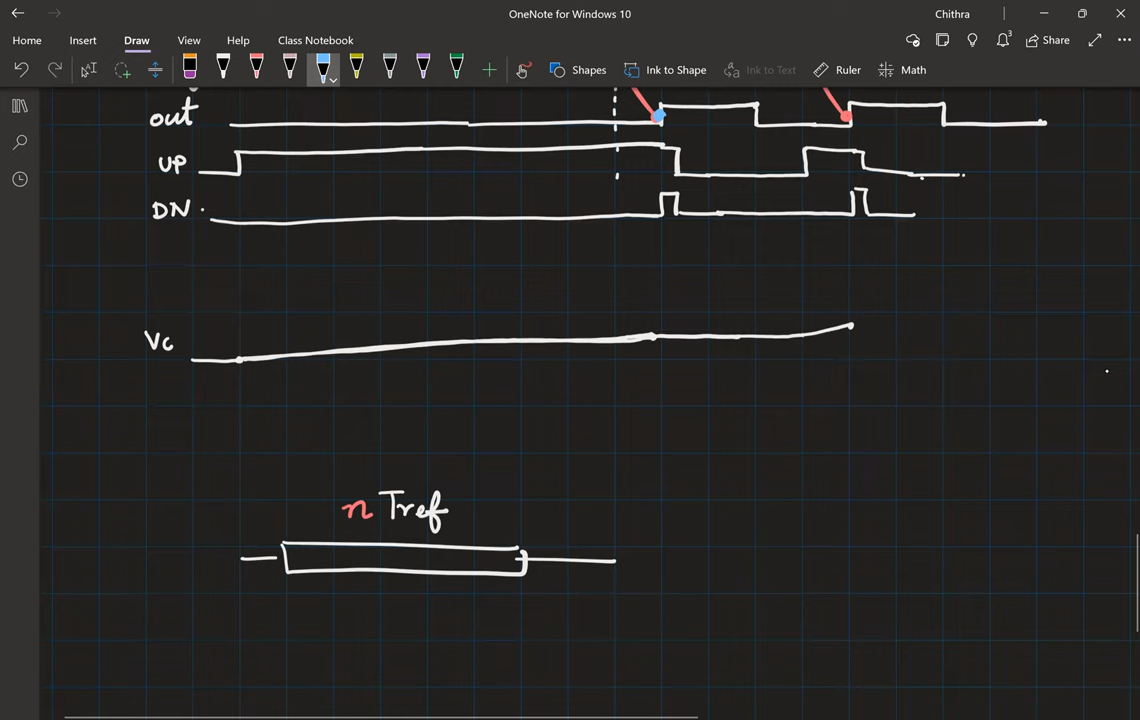 OneNote for Windows 10
Chithra
Home Insert Draw View Help Class Notebook
3 Share
Shapes Ink to Shape Ink to Text Ruler Math
out
UP
DN
Vc
n Tref